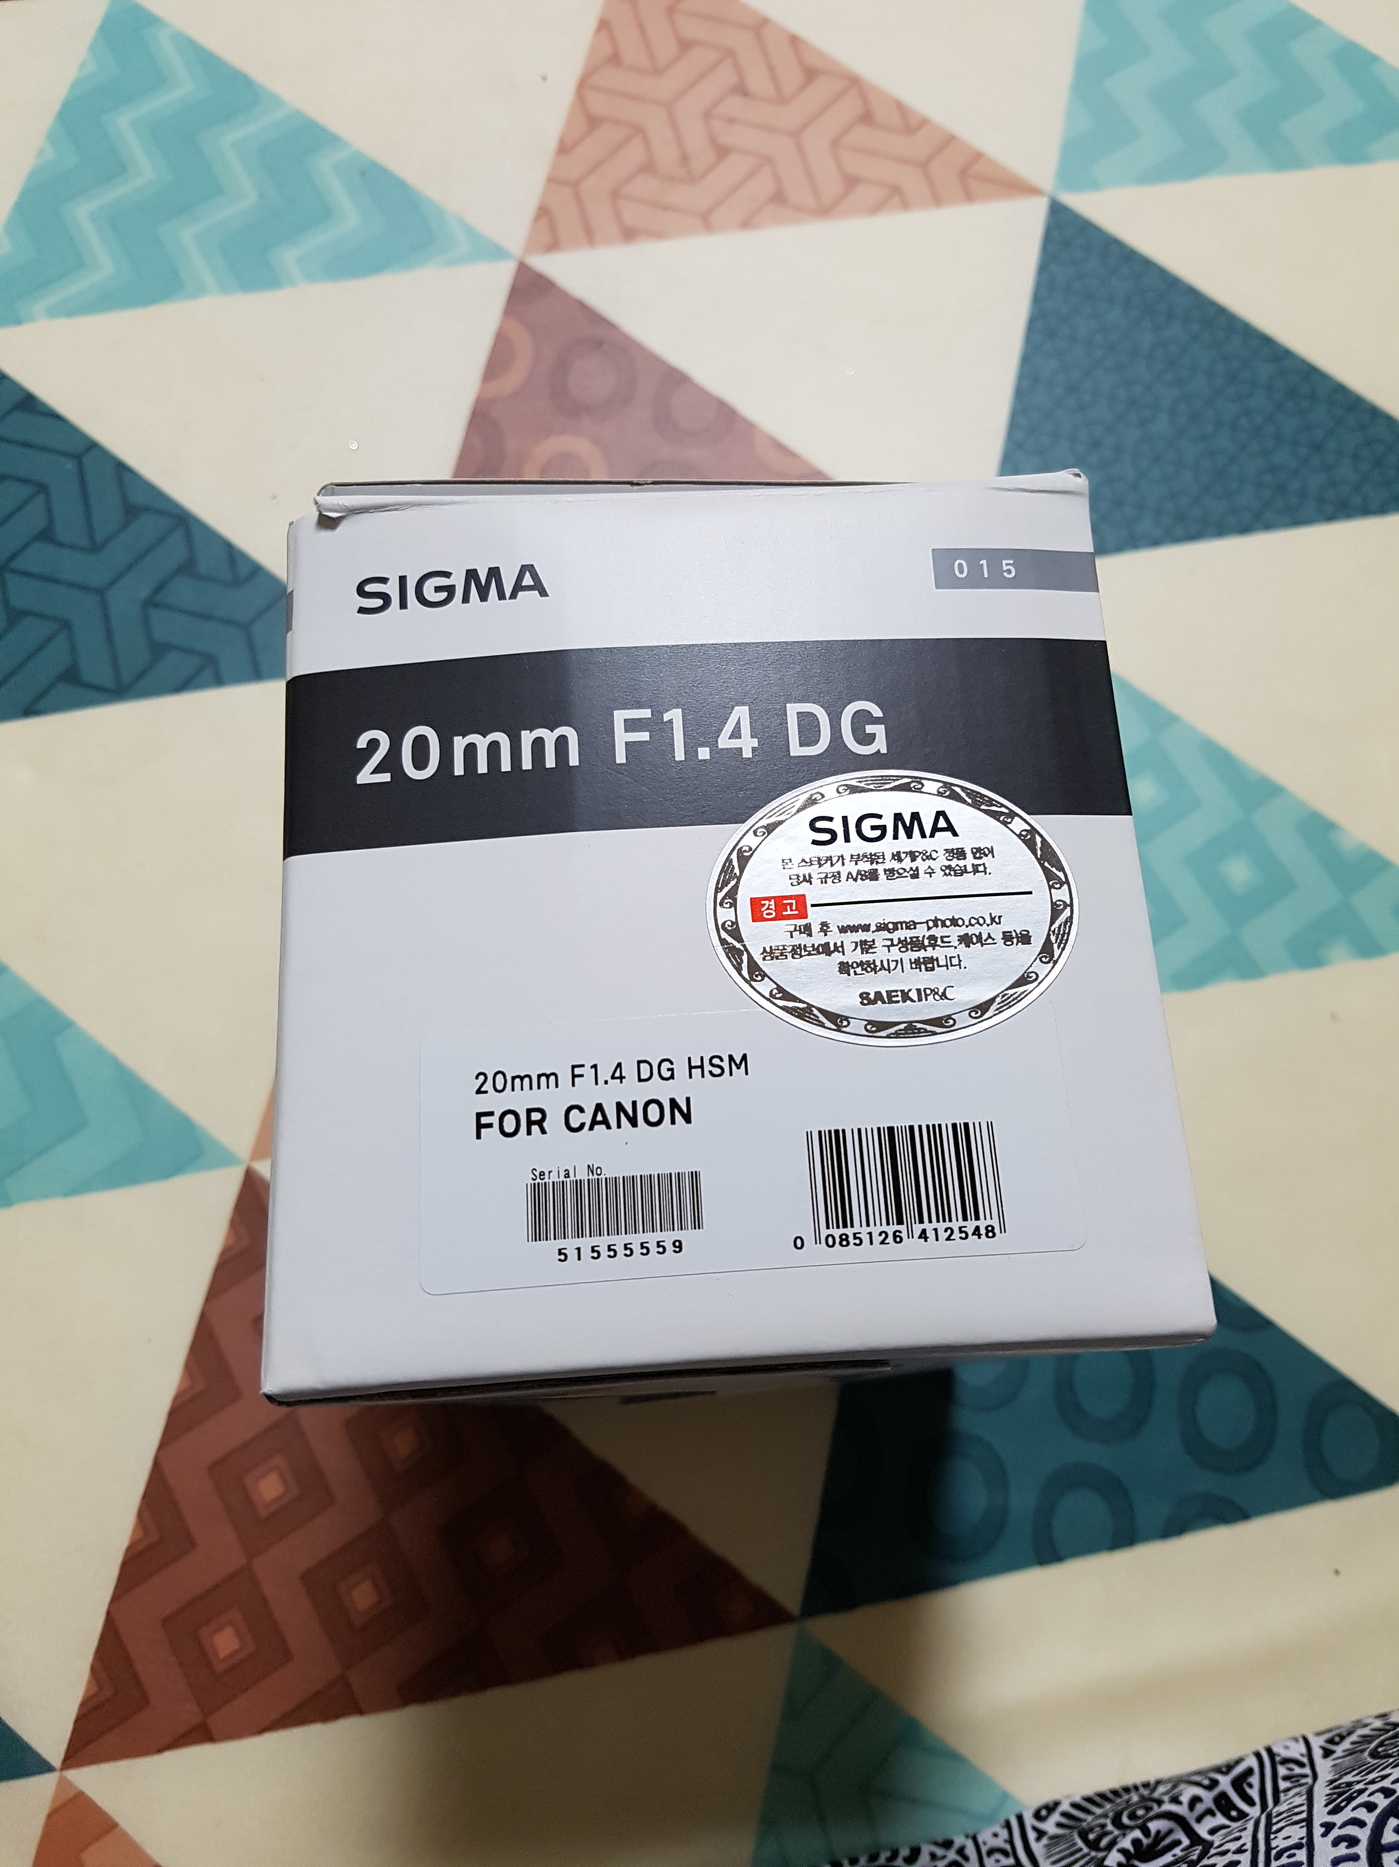 SIGMA
015
20mm F1.4 DG
SIGMA
본 스티커가 부착된 세기P&C 정품 만이
당사 규정 A/S를 받으실 수 있습니다.
경고
구매 후 www.sigma-photo.co.kr
상품정보에서 기본 구성품(후드,케이스 등)을
확인하시기 바랍니다.
SAEKIP&C
20mm F1.4 DG HSM
FOR CANON
Serial No.
51555559
0 085126 412548